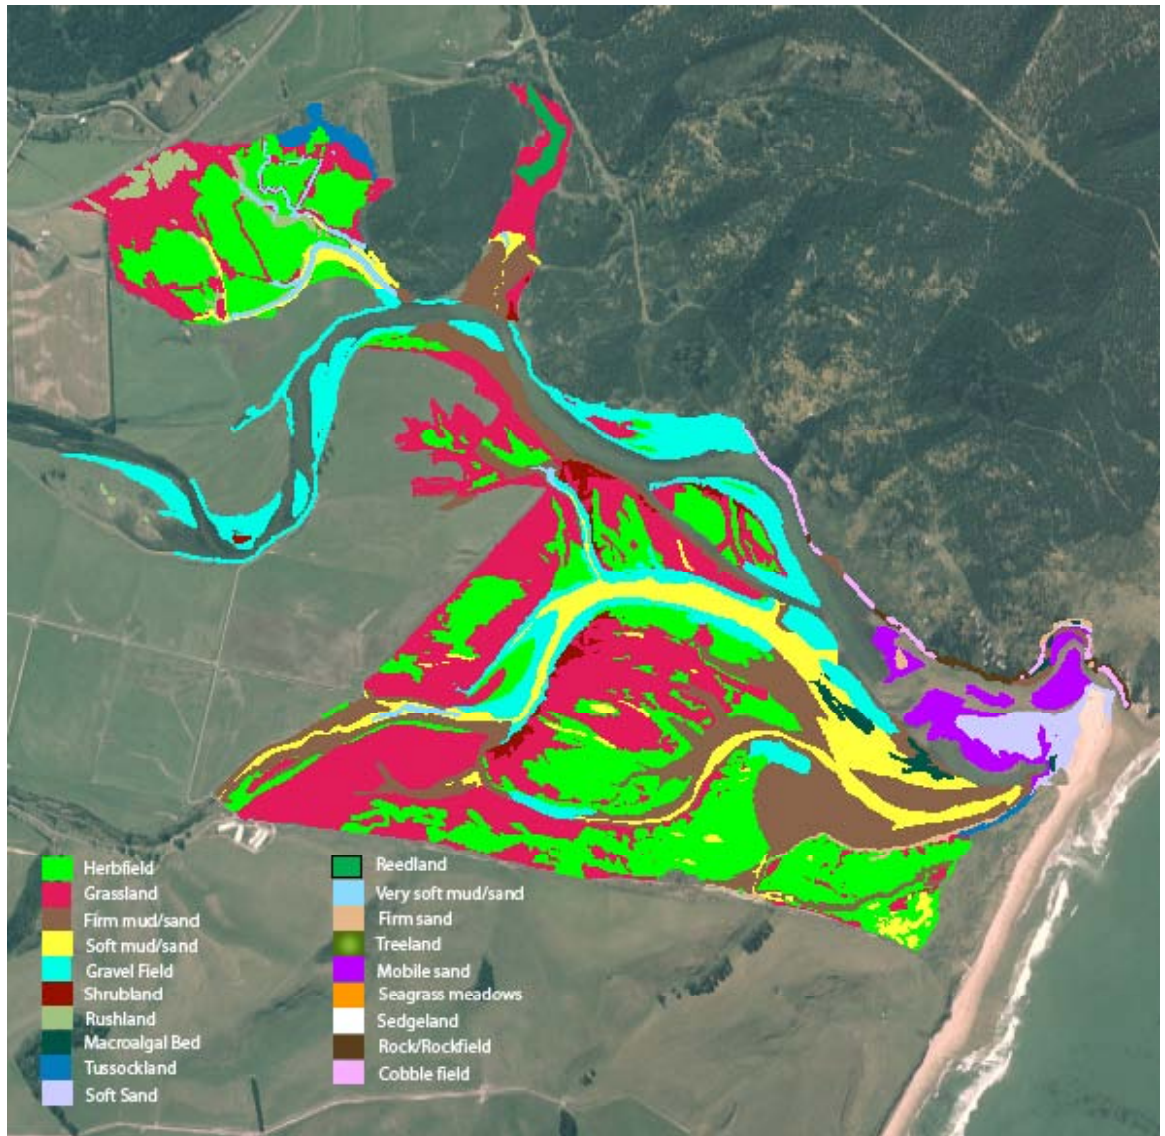 Herbfield
Grassland
Firm mud/sand
Soft mud/sand
Gravel Field
Shrubland
Rushland
Macroalgal Bed
Tussockland
Soft Sand
Reedland
Very soft mud/sand
Firm sand
Treeland
Mobile sand
Seagrass meadows
Sedgeland
Rock/Rockfield
Cobble field